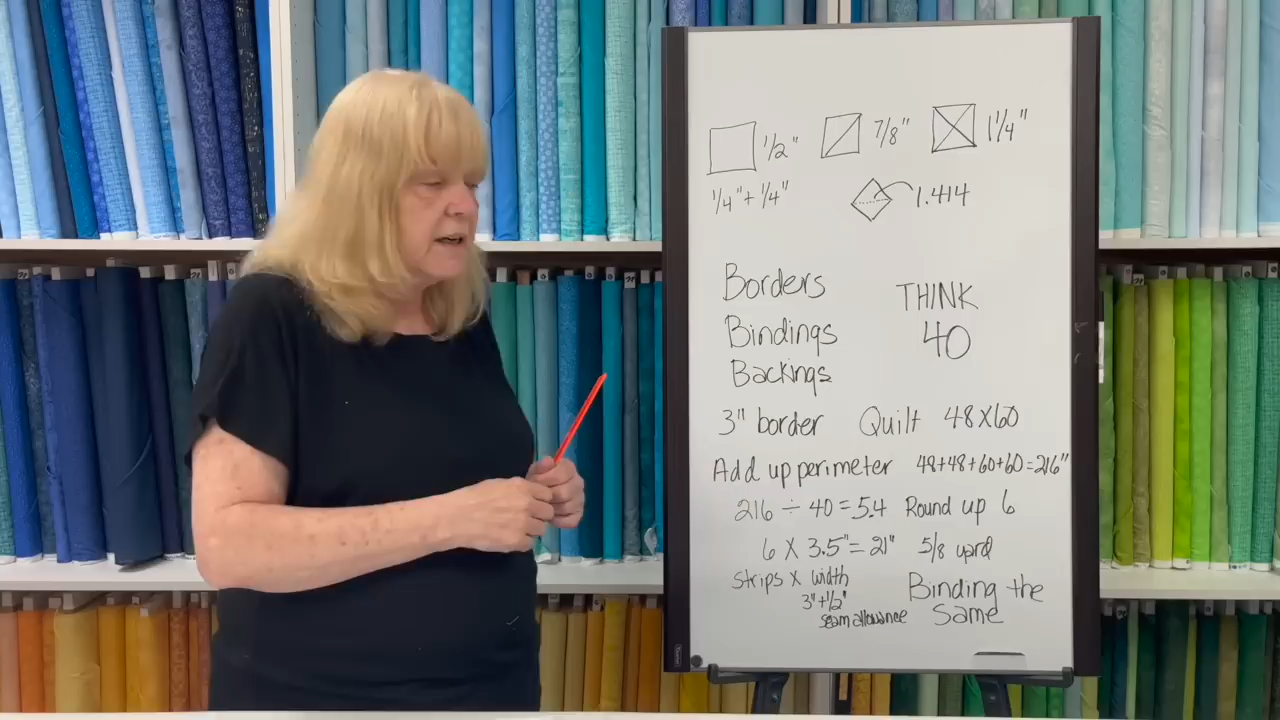 1/2" 7/8" 1 1/4"
1/4" + 1/4" 1.414
Borders
Bindings
Backings
THINK
40
3" border Quilt 48x60
Add up perimeter 48+48+60+60=216"
216 ÷ 40 = 5.4 Round up 6
6 X 3.5" = 21" 5/8 yard
strips x width
3" + 1/2"
seam allowance
Binding the
Same